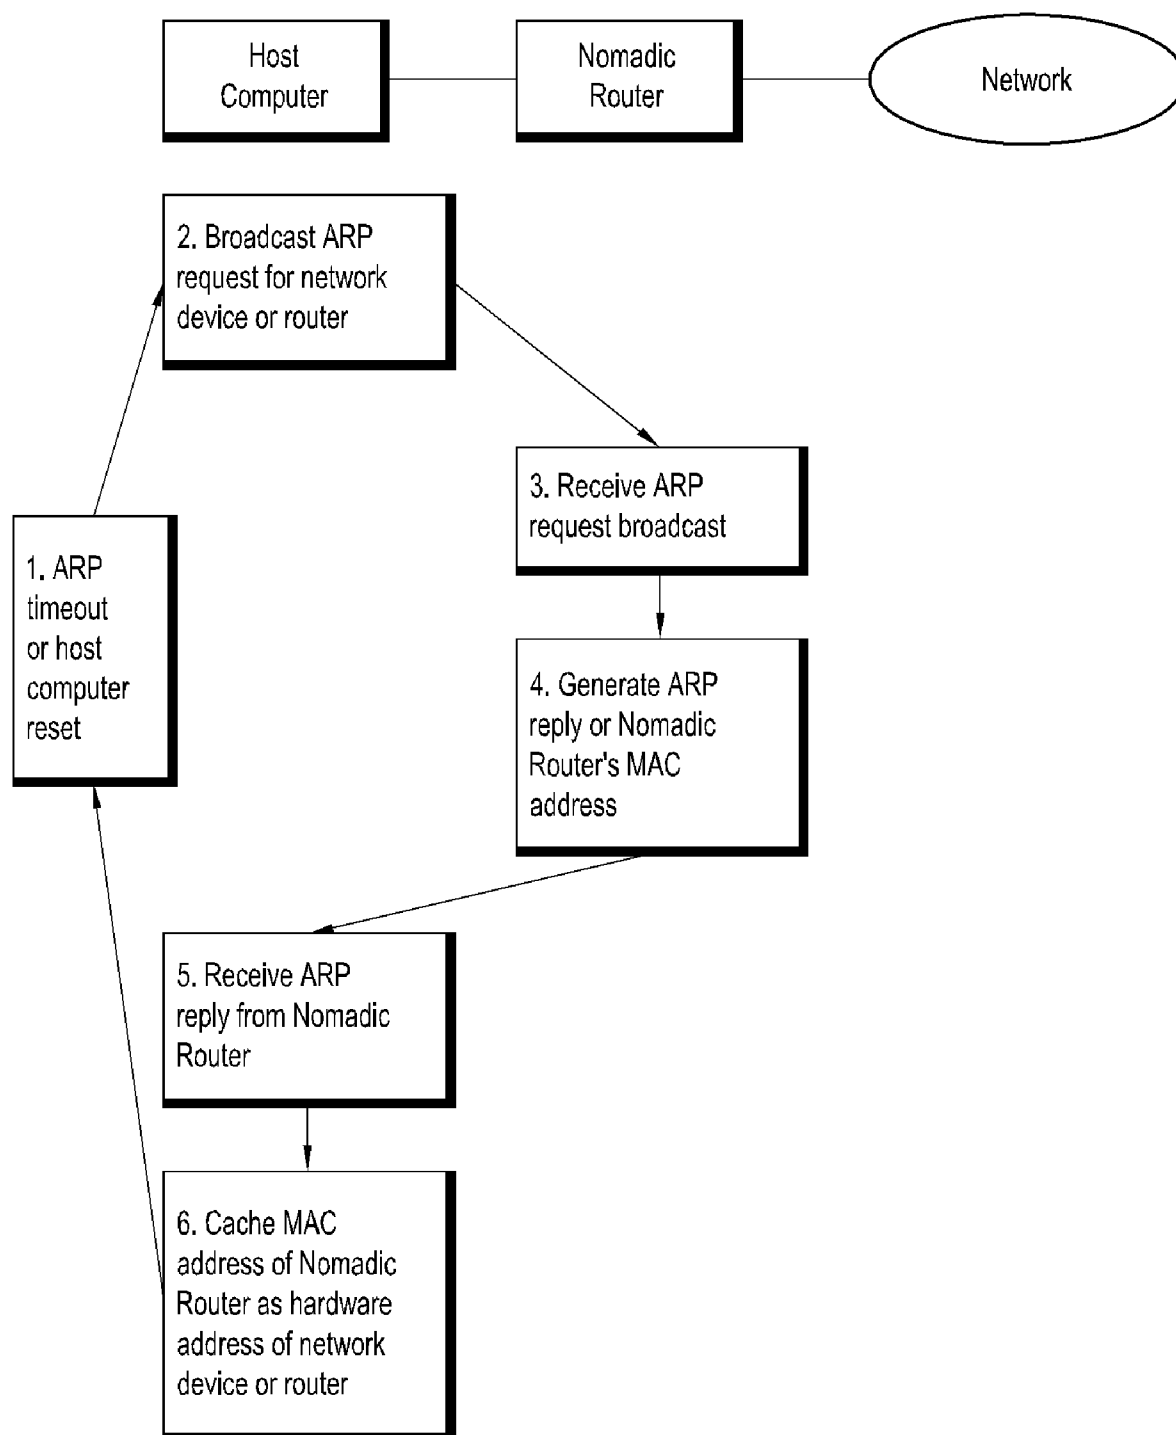 Host
Computer
Nomadic
Router
Network
2. Broadcast ARP
request for network
device or router
3. Receive ARP
request broadcast
1. ARP
timeout
or host
computer
reset
4. Generate ARP
reply or Nomadic
Router's MAC
address
5. Receive ARP
reply from Nomadic
Router
6. Cache MAC
address of Nomadic
Router as hardware
address of network
device or router